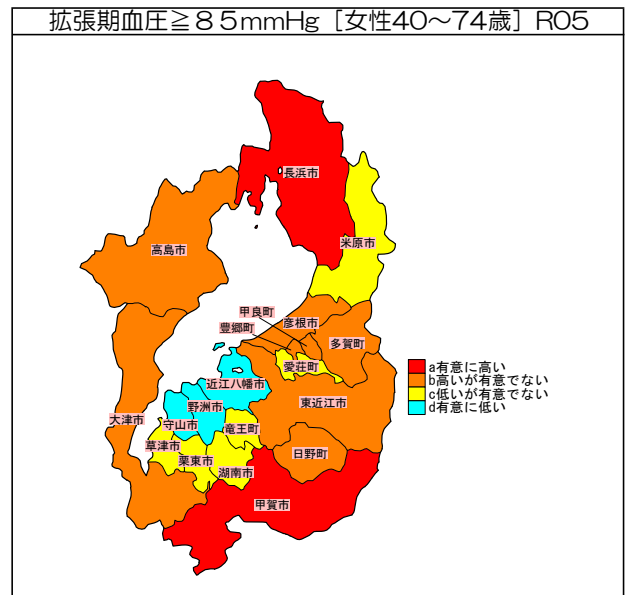 拡張期血圧≧85mmHg [女性40～74歳] R05
長浜市
米原市
高島市
甲良町
豊郷町
彦根市
多賀町
愛荘町
a有意に高い
b高いが有意でない
c低いが有意でない
d有意に低い
近江八幡市
野洲市
東近江市
大津市
守山市
竜王町
草津市
栗東市
湖南市
日野町
甲賀市